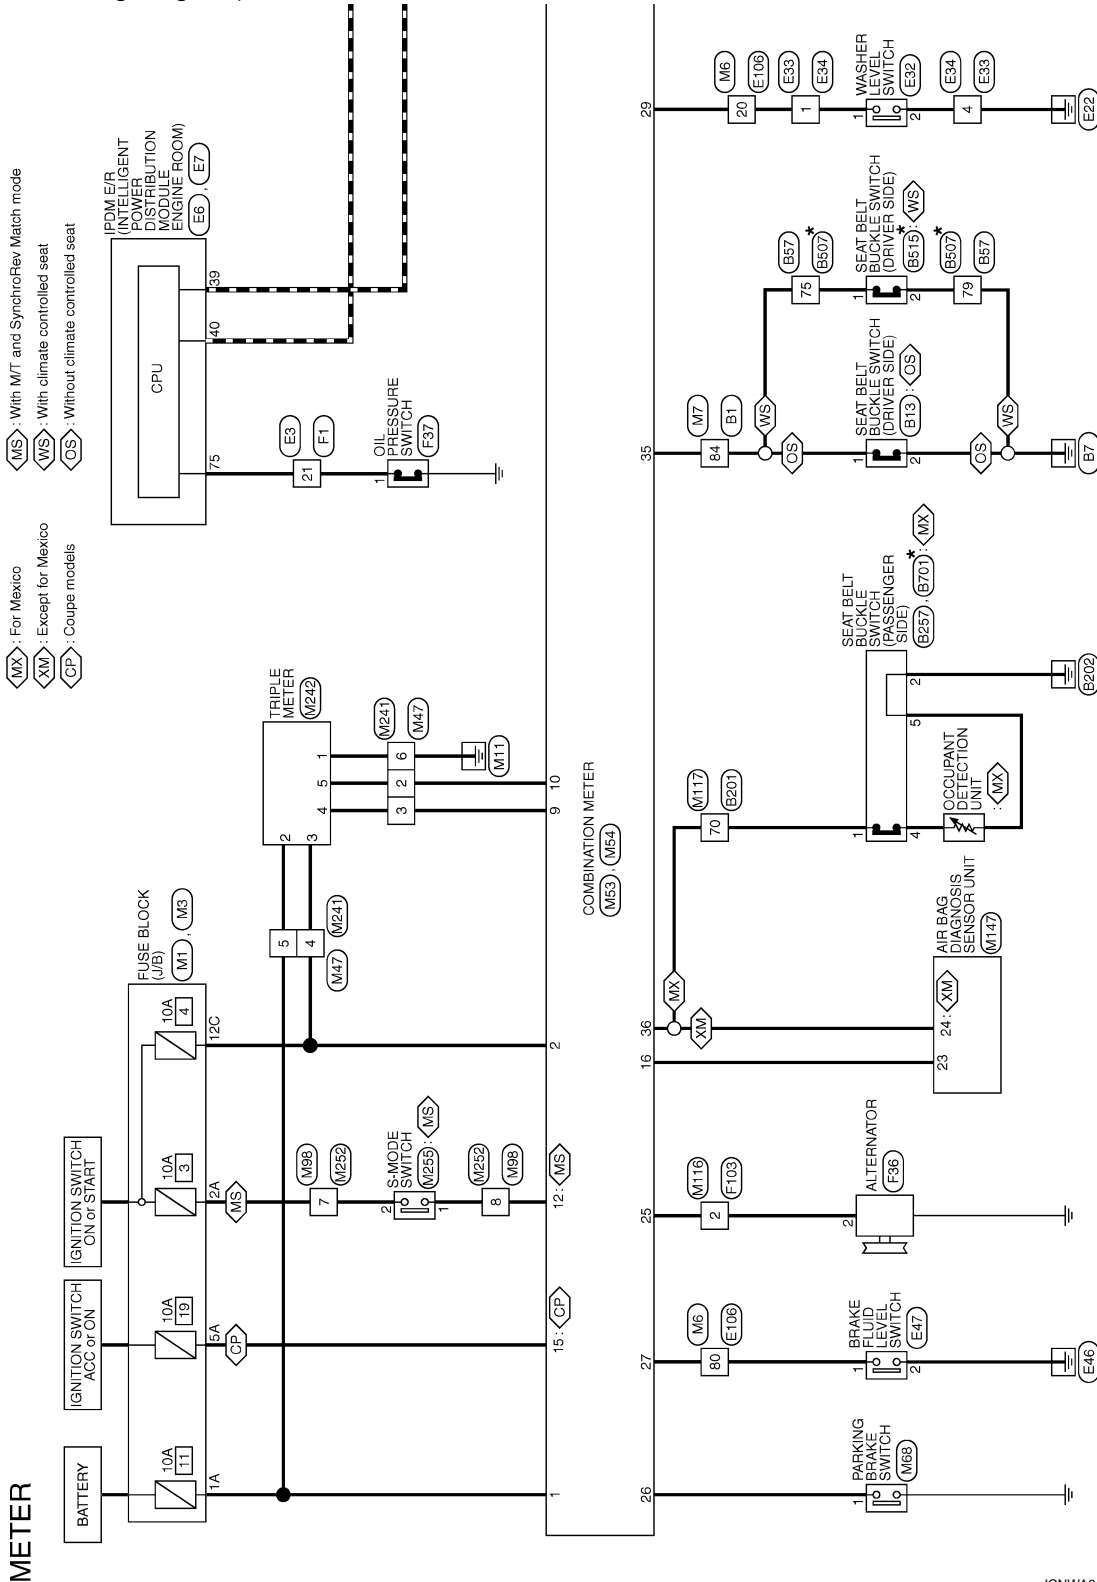 METER
BATTERY
IGNITION SWITCH
ACC or ON
IGNITION SWITCH
ON or START
10A
11
10A
19
10A
3
10A
4
FUSE BLOCK
(J/B)
M1 , M3
1A
5A
CP
2A
MS
12C
M98
7
M252
S-MODE
SWITCH
M255 : MS
2
1
M252
8
M98
5
4
M47
M241
2
3
TRIPLE
METER
M242
4
5
1
3
2
6
M241
M47
M11
MX : For Mexico
XM : Except for Mexico
CP : Coupe models
MS : With M/T and SynchroRev Match mode
WS : With climate controlled seat
OS : Without climate controlled seat
IPDM E/R
(INTELLIGENT
POWER
DISTRIBUTION
MODULE
ENGINE ROOM)
E6 , E7
CPU
75
40
39
21
E3
F1
1
OIL
PRESSURE
SWITCH
F37
1
15 : CP
12 : MS
2
9
10
COMBINATION METER
M53 , M54
26
27
25
16
36
35
29
1
PARKING
BRAKE
SWITCH
M68
80
M6
E106
1
2
BRAKE
FLUID
LEVEL
SWITCH
E47
E46
2
M116
F103
2
ALTERNATOR
F36
MX
XM
23
24 : XM
AIR BAG
DIAGNOSIS
SENSOR UNIT
M147
70
M117
B201
1
4
5
2
SEAT BELT
BUCKLE
SWITCH
(PASSENGER
SIDE)
B257 , B701* : MX
OCCUPANT
DETECTION
UNIT
: MX
B202
84
M7
B1
WS
OS
1
2
SEAT BELT
BUCKLE SWITCH
(DRIVER SIDE)
B13 : OS
OS
WS
B7
75
B57
B507*
1
2
SEAT BELT
BUCKLE SWITCH
(DRIVER SIDE)
B515* : WS
79
B507*
B57
20
M6
E106
1
E33
E34
1
2
WASHER
LEVEL
SWITCH
E32
4
E34
E33
E22